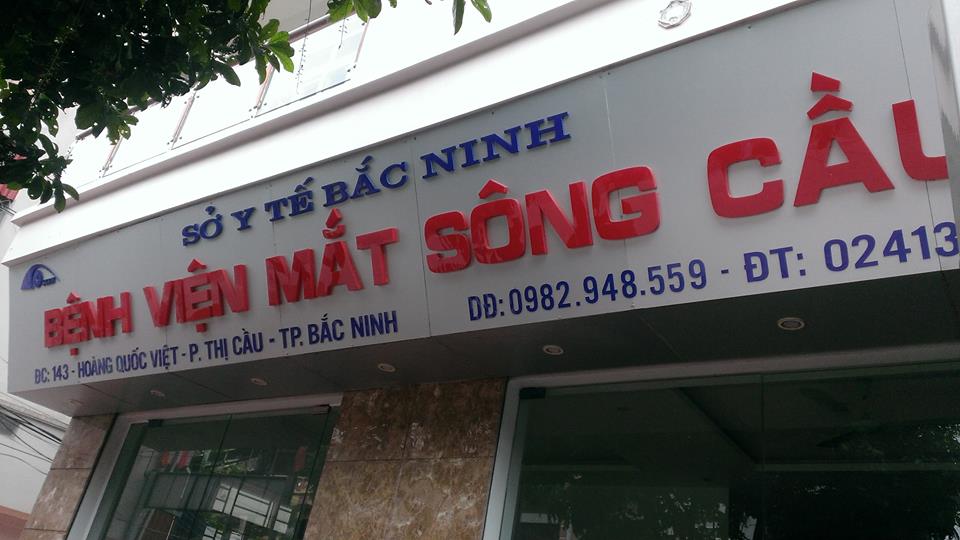 SỞ Y TẾ BẮC NINH
BỆNH VIỆN MẮT SÔNG CẦU
ĐC: 143 - HOÀNG QUỐC VIỆT - P. THỊ CẦU - TP. BẮC NINH
DĐ: 0982.948.559 - ĐT: 02413